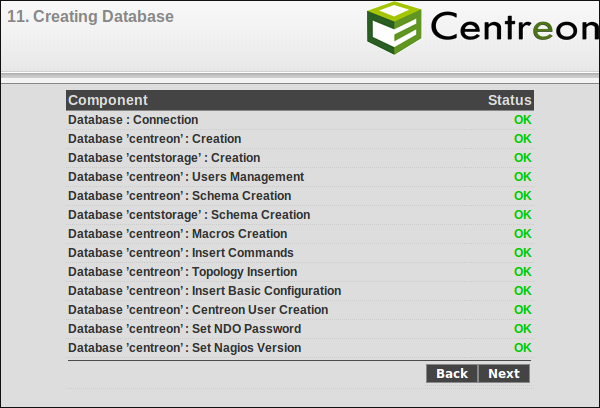 11. Creating Database
Centreon
Component Status
Database : Connection OK
Database 'centreon' : Creation OK
Database 'centstorage' : Creation OK
Database 'centreon' : Users Management OK
Database 'centreon' : Schema Creation OK
Database 'centstorage' : Schema Creation OK
Database 'centreon' : Macros Creation OK
Database 'centreon' : Insert Commands OK
Database 'centreon' : Topology Insertion OK
Database 'centreon' : Insert Basic Configuration OK
Database 'centreon' : Centreon User Creation OK
Database 'centreon' : Set NDO Password OK
Database 'centreon' : Set Nagios Version OK
Back Next